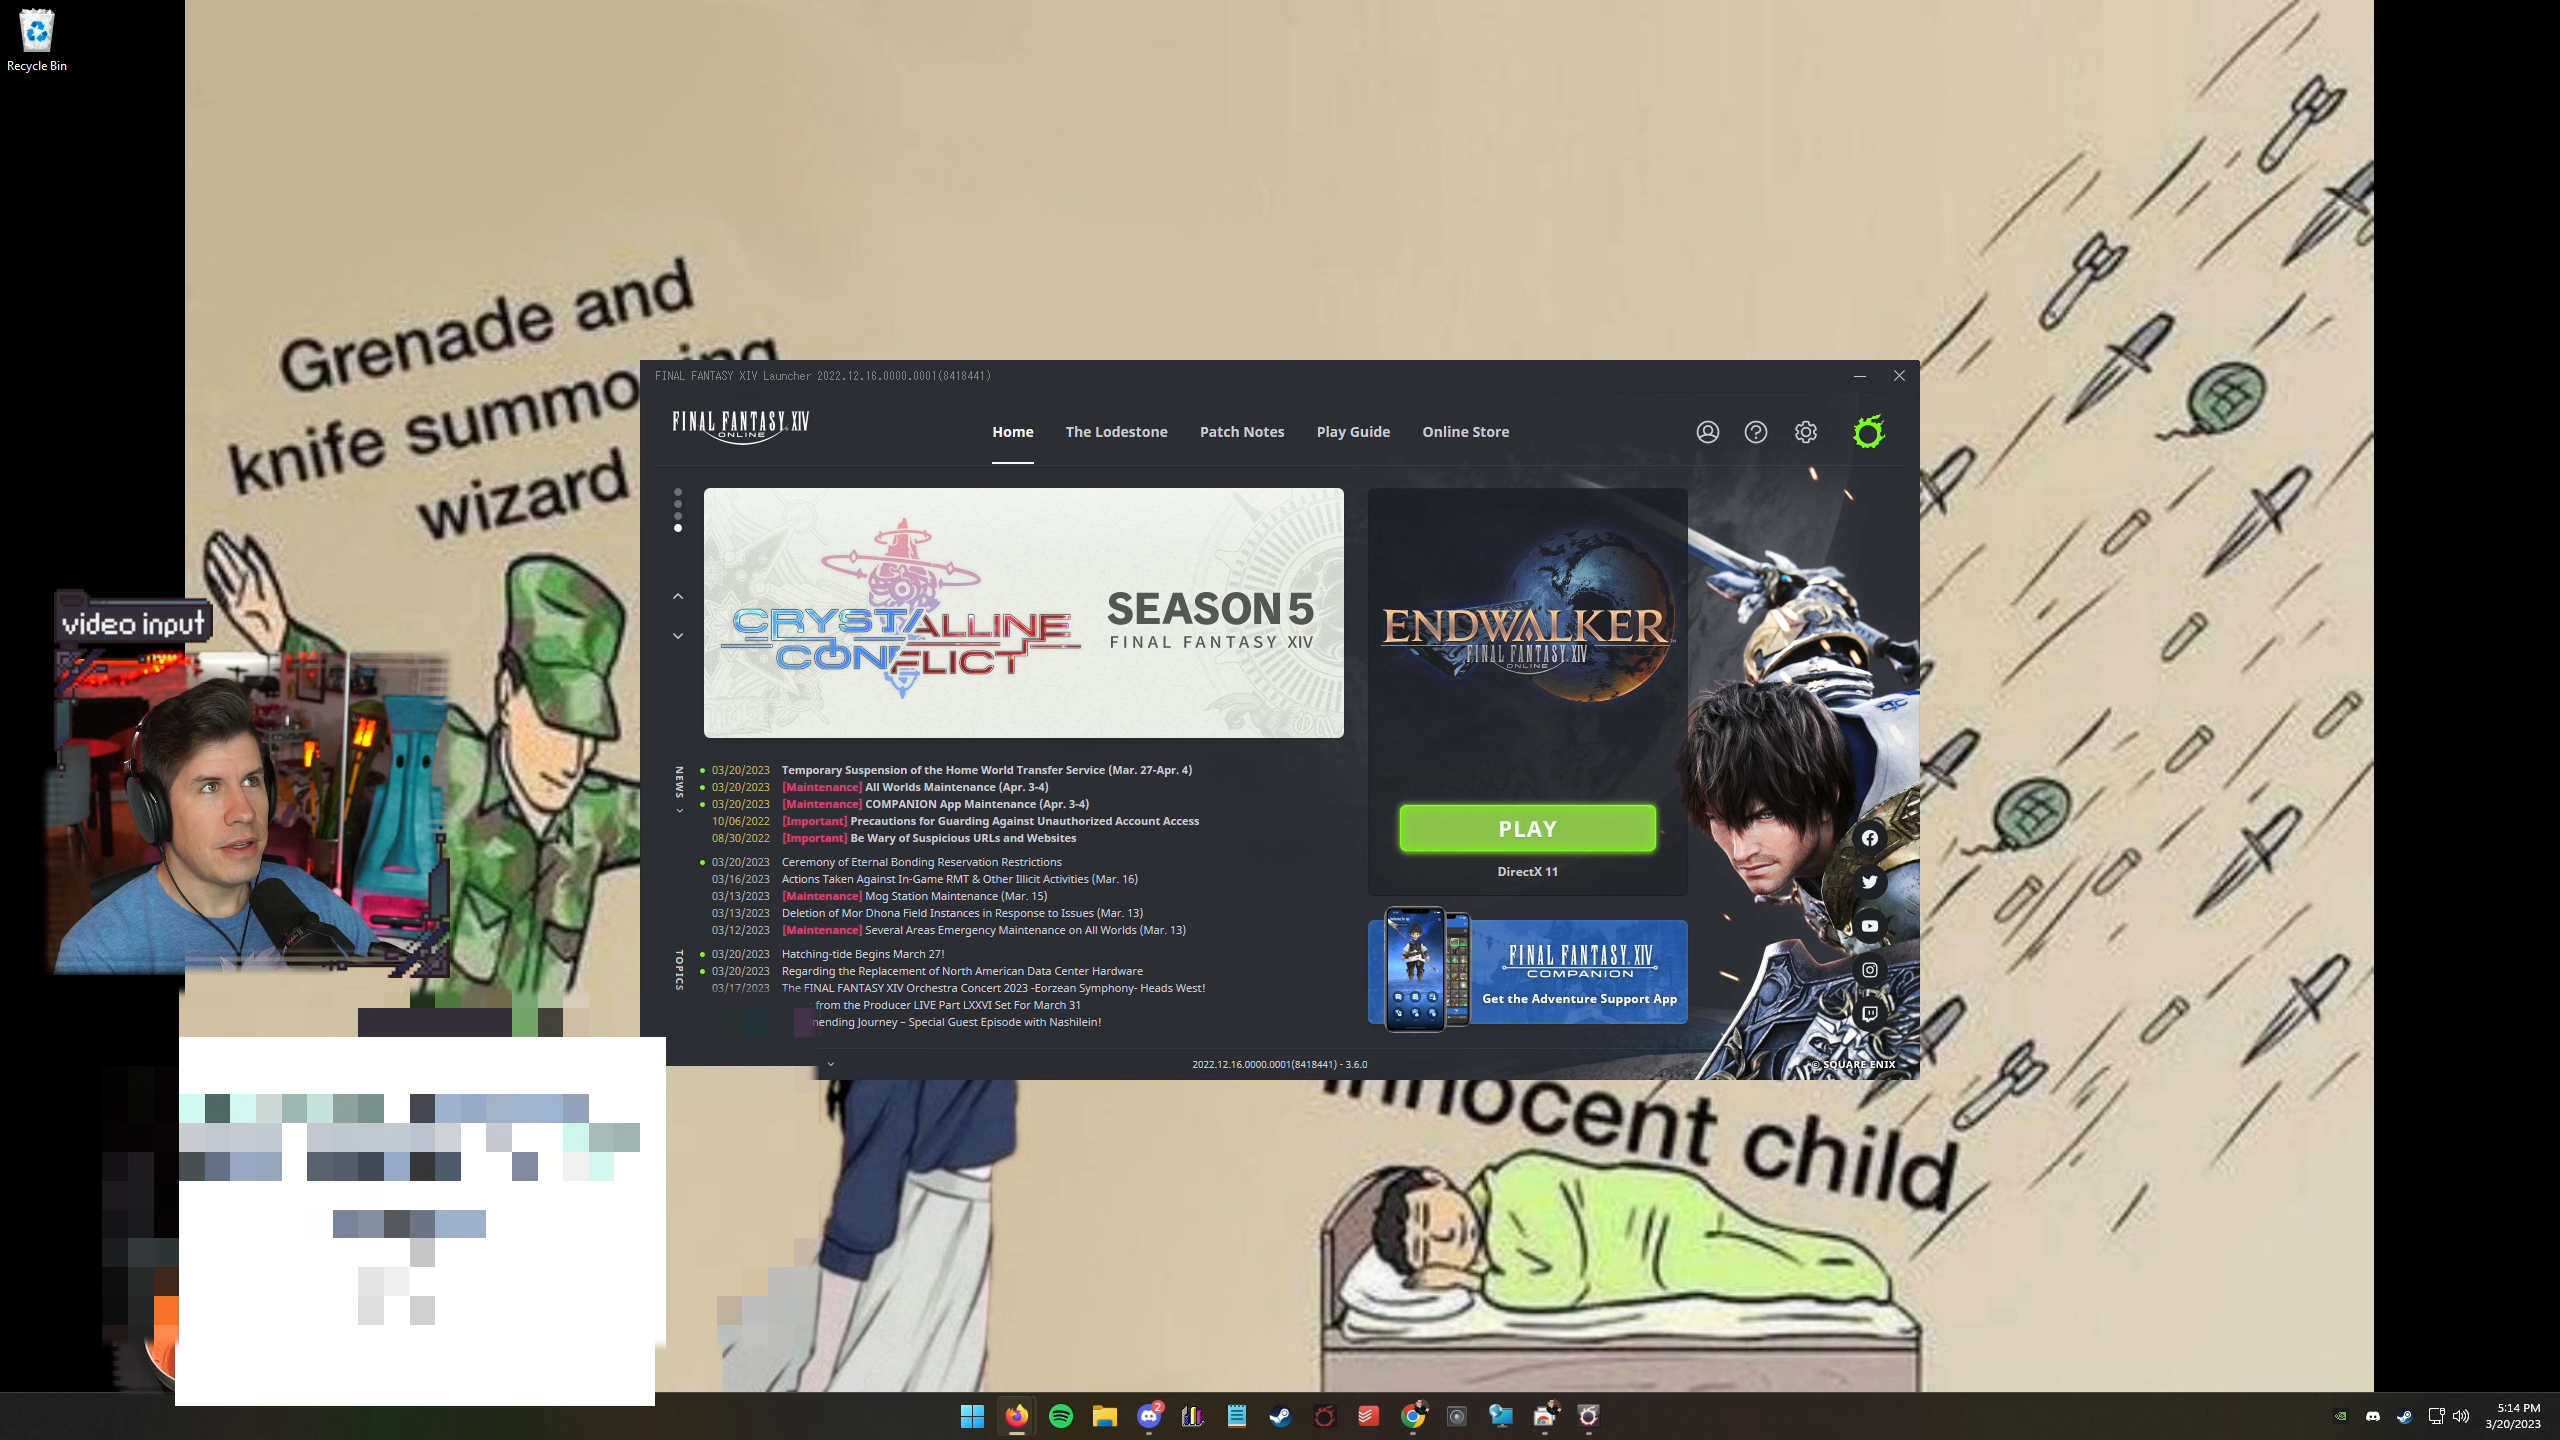 Recycle Bin
Grenade and
knife summoning
wizard
video input
FINAL FANTASY XIV Launcher 2022.12.16.0000.0001(8418441)
FINAL FANTASY XIV
ONLINE
Home
The Lodestone
Patch Notes
Play Guide
Online Store
CRYSTALLINE
CONFLICT
SEASON 5
FINAL FANTASY XIV
ENDWALKER
FINAL FANTASY XIV
ONLINE
PLAY
DirectX 11
NEWS
03/20/2023 Temporary Suspension of the Home World Transfer Service (Mar. 27-Apr. 4)
03/20/2023 [Maintenance] All Worlds Maintenance (Apr. 3-4)
03/20/2023 [Maintenance] COMPANION App Maintenance (Apr. 3-4)
10/06/2022 [Important] Precautions for Guarding Against Unauthorized Account Access
08/30/2022 [Important] Be Wary of Suspicious URLs and Websites
03/20/2023 Ceremony of Eternal Bonding Reservation Restrictions
03/16/2023 Actions Taken Against In-Game RMT & Other Illicit Activities (Mar. 16)
03/13/2023 [Maintenance] Mog Station Maintenance (Mar. 15)
03/13/2023 Deletion of Mor Dhona Field Instances in Response to Issues (Mar. 13)
03/12/2023 [Maintenance] Several Areas Emergency Maintenance on All Worlds (Mar. 13)
TOPICS
03/20/2023 Hatching-tide Begins March 27!
03/20/2023 Regarding the Replacement of North American Data Center Hardware
03/17/2023 The FINAL FANTASY XIV Orchestra Concert 2023 -Eorzean Symphony- Heads West!
from the Producer LIVE Part LXXVI Set For March 31
nending Journey – Special Guest Episode with Nashilein!
FINAL FANTASY XIV
COMPANION
Get the Adventure Support App
2022.12.16.0000.0001(8418441) - 3.6.0
© SQUARE ENIX
innocent child
2
5:14 PM
3/20/2023